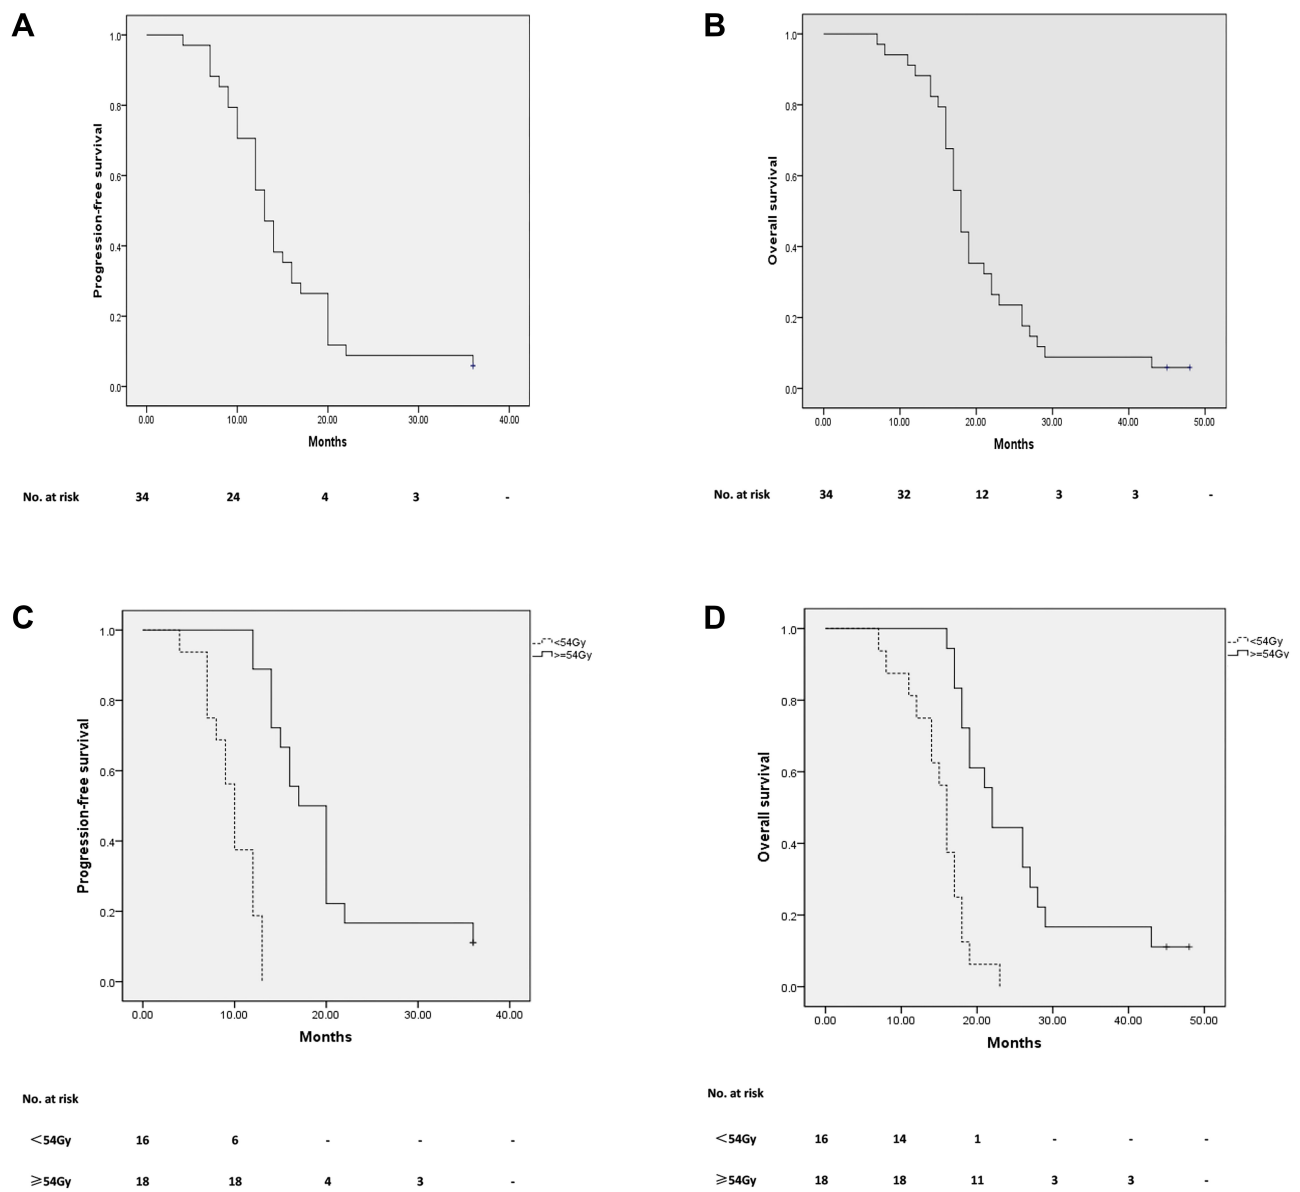 A
Progression-free survival
1.0
0.8
0.6
0.4
0.2
0.0
0.00 10.00 20.00 30.00 40.00
Months
No. at risk 34 24 4 3 -
B
Overall survival
1.0
0.8
0.6
0.4
0.2
0.0
0.00 10.00 20.00 30.00 40.00 50.00
Months
No. at risk 34 32 12 3 3 -
C
Progression-free survival
1.0
0.8
0.6
0.4
0.2
0.0
<54Gy
>=54Gy
0.00 10.00 20.00 30.00 40.00
Months
No. at risk
<54Gy 16 6 - - -
⩾54Gy 18 18 4 3 -
D
Overall survival
1.0
0.8
0.6
0.4
0.2
0.0
<54Gy
>=54Gy
0.00 10.00 20.00 30.00 40.00 50.00
Months
No. at risk
<54Gy 16 14 1 - - -
⩾54Gy 18 18 11 3 3 -